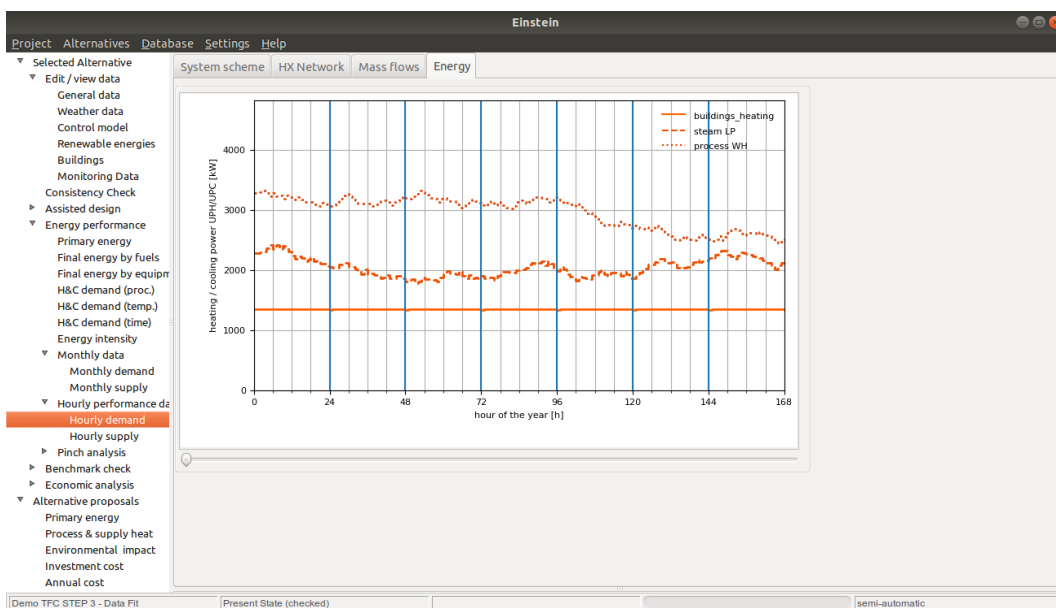 Einstein
Project Alternatives Database Settings Help
Selected Alternative
Edit / view data
General data
Weather data
Control model
Renewable energies
Buildings
Monitoring Data
Consistency Check
Assisted design
Energy performance
Primary energy
Final energy by fuels
Final energy by equipm
H&C demand (proc.)
H&C demand (temp.)
H&C demand (time)
Energy intensity
Monthly data
Monthly demand
Monthly supply
Hourly performance da
Hourly demand
Hourly supply
Pinch analysis
Benchmark check
Economic analysis
Alternative proposals
Primary energy
Process & supply heat
Environmental impact
Investment cost
Annual cost
System scheme HX Network Mass flows Energy
buildings_heating
steam LP
process WH
heating / cooling power UPH/UPC [kW]
4000
3000
2000
1000
0
0 24 48 72 96 120 144 168
hour of the year [h]
Demo TFC STEP 3 - Data Fit Present State (checked) semi-automatic